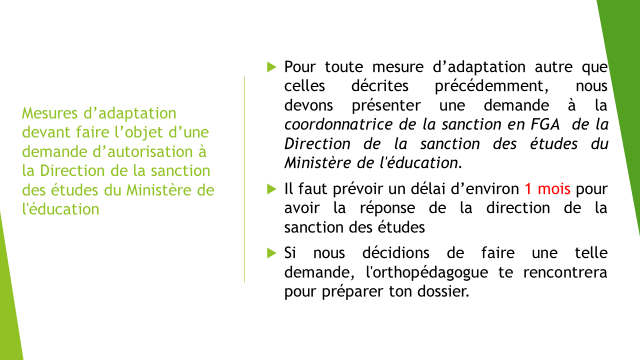 Mesures d’adaptation
devant faire l’objet d’une
demande d’autorisation à
la Direction de la sanction
des études du Ministère de
l'éducation
Pour toute mesure d’adaptation autre que
celles décrites précédemment, nous
devons présenter une demande à la
coordonnatrice de la sanction en FGA de la
Direction de la sanction des études du
Ministère de l'éducation.
Il faut prévoir un délai d’environ 1 mois pour
avoir la réponse de la direction de la
sanction des études
Si nous décidions de faire une telle
demande, l'orthopédagogue te rencontrera
pour préparer ton dossier.